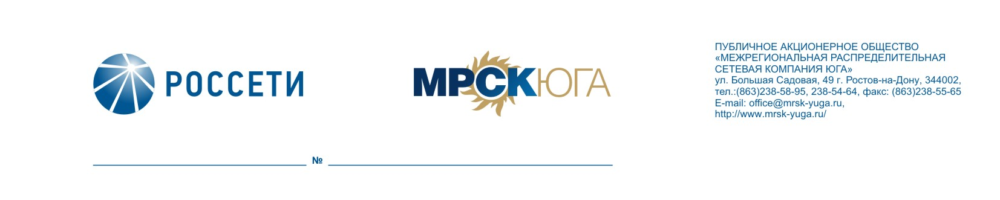 РОССЕТИ
МРСКЮГА
ПУБЛИЧНОЕ АКЦИОНЕРНОЕ ОБЩЕСТВО
«МЕЖРЕГИОНАЛЬНАЯ РАСПРЕДЕЛИТЕЛЬНАЯ
СЕТЕВАЯ КОМПАНИЯ ЮГА»
ул. Большая Садовая, 49 г. Ростов-на-Дону, 344002,
тел.:(863)238-58-95, 238-54-64, факс: (863)238-55-65
E-mail: office@mrsk-yuga.ru,
http://www.mrsk-yuga.ru/
№